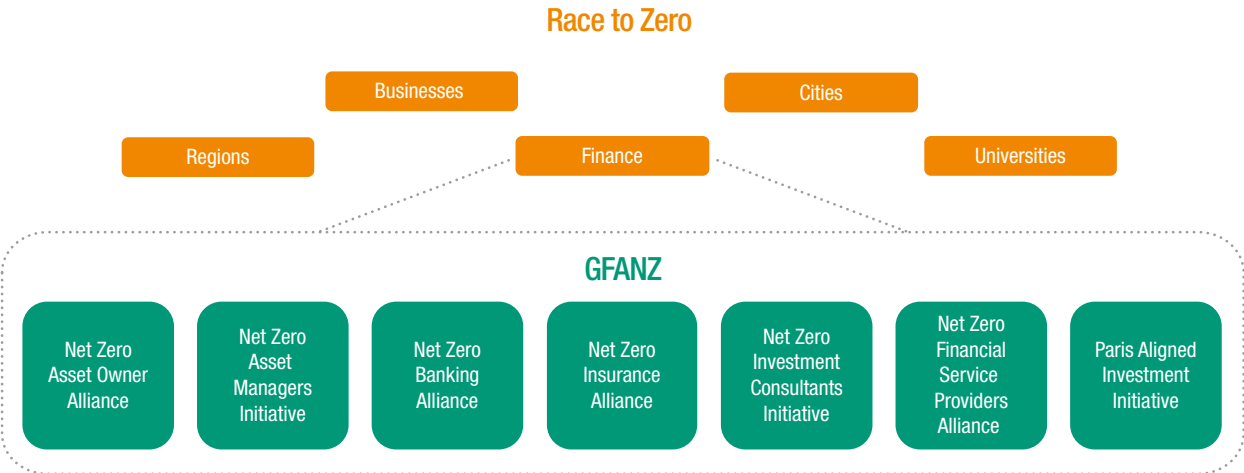 Race to Zero
Businesses
Cities
Regions
Finance
Universities
GFANZ
Net Zero
Asset Owner
Alliance
Net Zero
Asset
Managers
Initiative
Net Zero
Banking
Alliance
Net Zero
Insurance
Alliance
Net Zero
Investment
Consultants
Initiative
Net Zero
Financial
Service
Providers
Alliance
Paris Aligned
Investment
Initiative